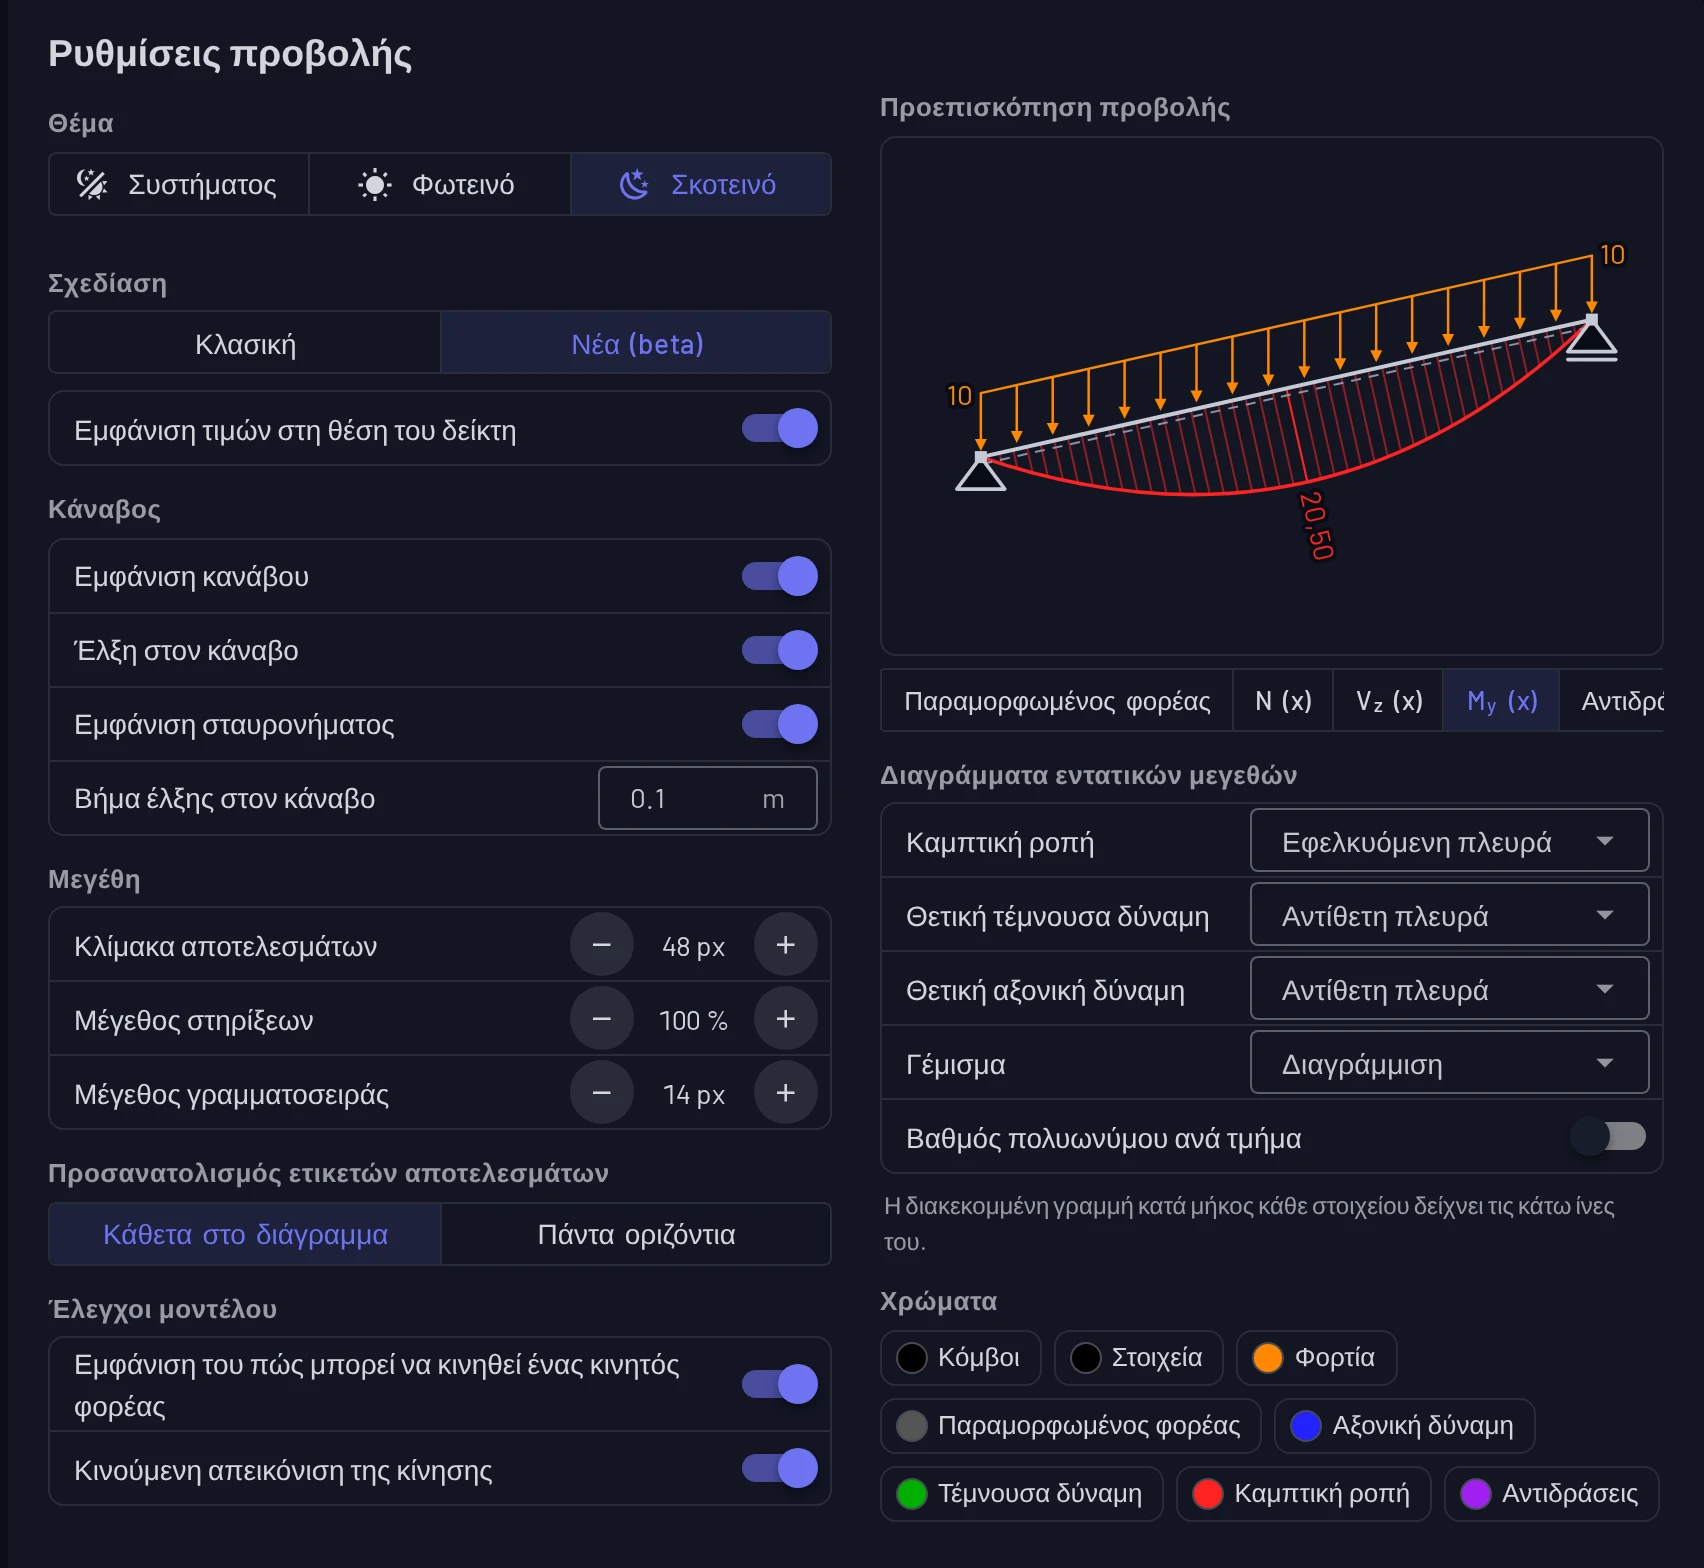 Ρυθμίσεις προβολής
Θέμα
Συστήματος
Φωτεινό
Σκοτεινό
Σχεδίαση
Κλασική
Νέα (beta)
Εμφάνιση τιμών στη θέση του δείκτη
Κάναβος
Εμφάνιση κανάβου
Έλξη στον κάναβο
Εμφάνιση σταυρονήματος
Βήμα έλξης στον κάναβο
0.1 m
Μεγέθη
Κλίμακα αποτελεσμάτων
− 48 px +
Μέγεθος στηρίξεων
− 100 % +
Μέγεθος γραμματοσειράς
− 14 px +
Προσανατολισμός ετικετών αποτελεσμάτων
Κάθετα στο διάγραμμα
Πάντα οριζόντια
Έλεγχοι μοντέλου
Εμφάνιση του πώς μπορεί να κινηθεί ένας κινητός
φορέας
Κινούμενη απεικόνιση της κίνησης
Προεπισκόπηση προβολής
10
10
20,50
Παραμορφωμένος φορέας
N (x)
Vz (x)
My (x)
Αντιδρά
Διαγράμματα εντατικών μεγεθών
Καμπτική ροπή
Εφελκυόμενη πλευρά
Θετική τέμνουσα δύναμη
Αντίθετη πλευρά
Θετική αξονική δύναμη
Αντίθετη πλευρά
Γέμισμα
Διαγράμμιση
Βαθμός πολυωνύμου ανά τμήμα
Η διακεκομμένη γραμμή κατά μήκος κάθε στοιχείου δείχνει τις κάτω ίνες
του.
Χρώματα
Κόμβοι
Στοιχεία
Φορτία
Παραμορφωμένος φορέας
Αξονική δύναμη
Τέμνουσα δύναμη
Καμπτική ροπή
Αντιδράσεις